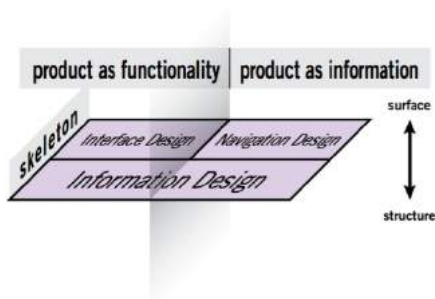 product as functionality product as information
surface
skeleton
Interface Design Navigation Design
Information Design
structure